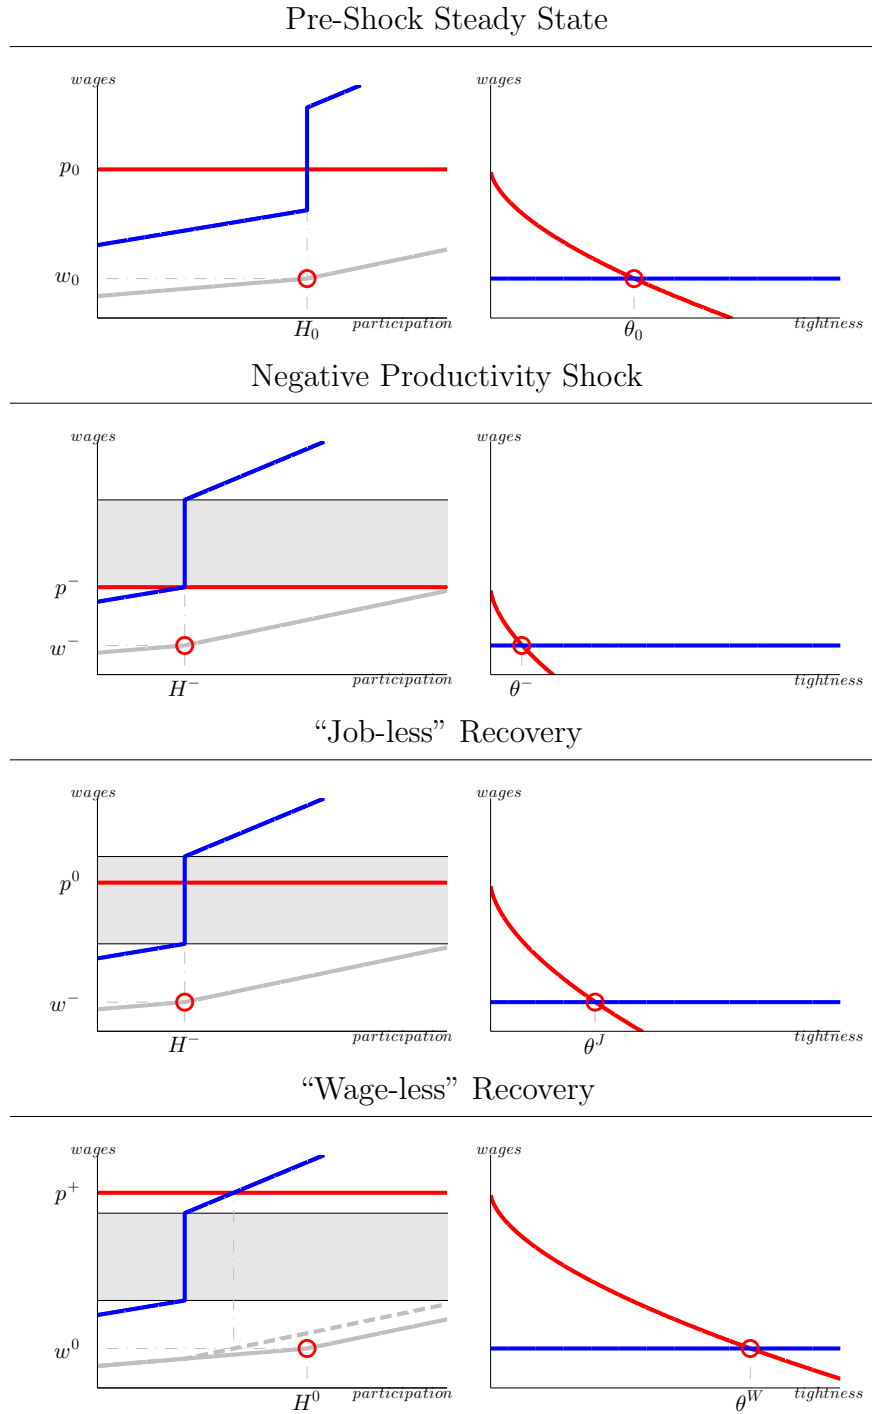 Pre-Shock Steady State
wages
wages
p₀
w₀
H₀
participation
θ₀
tightness
Negative Productivity Shock
wages
wages
p⁻
w⁻
H⁻
participation
θ⁻
tightness
“Job-less” Recovery
wages
wages
p⁰
w⁻
H⁻
participation
θᴶ
tightness
“Wage-less” Recovery
wages
wages
p⁺
w⁰
H⁰
participation
θᵂ
tightness